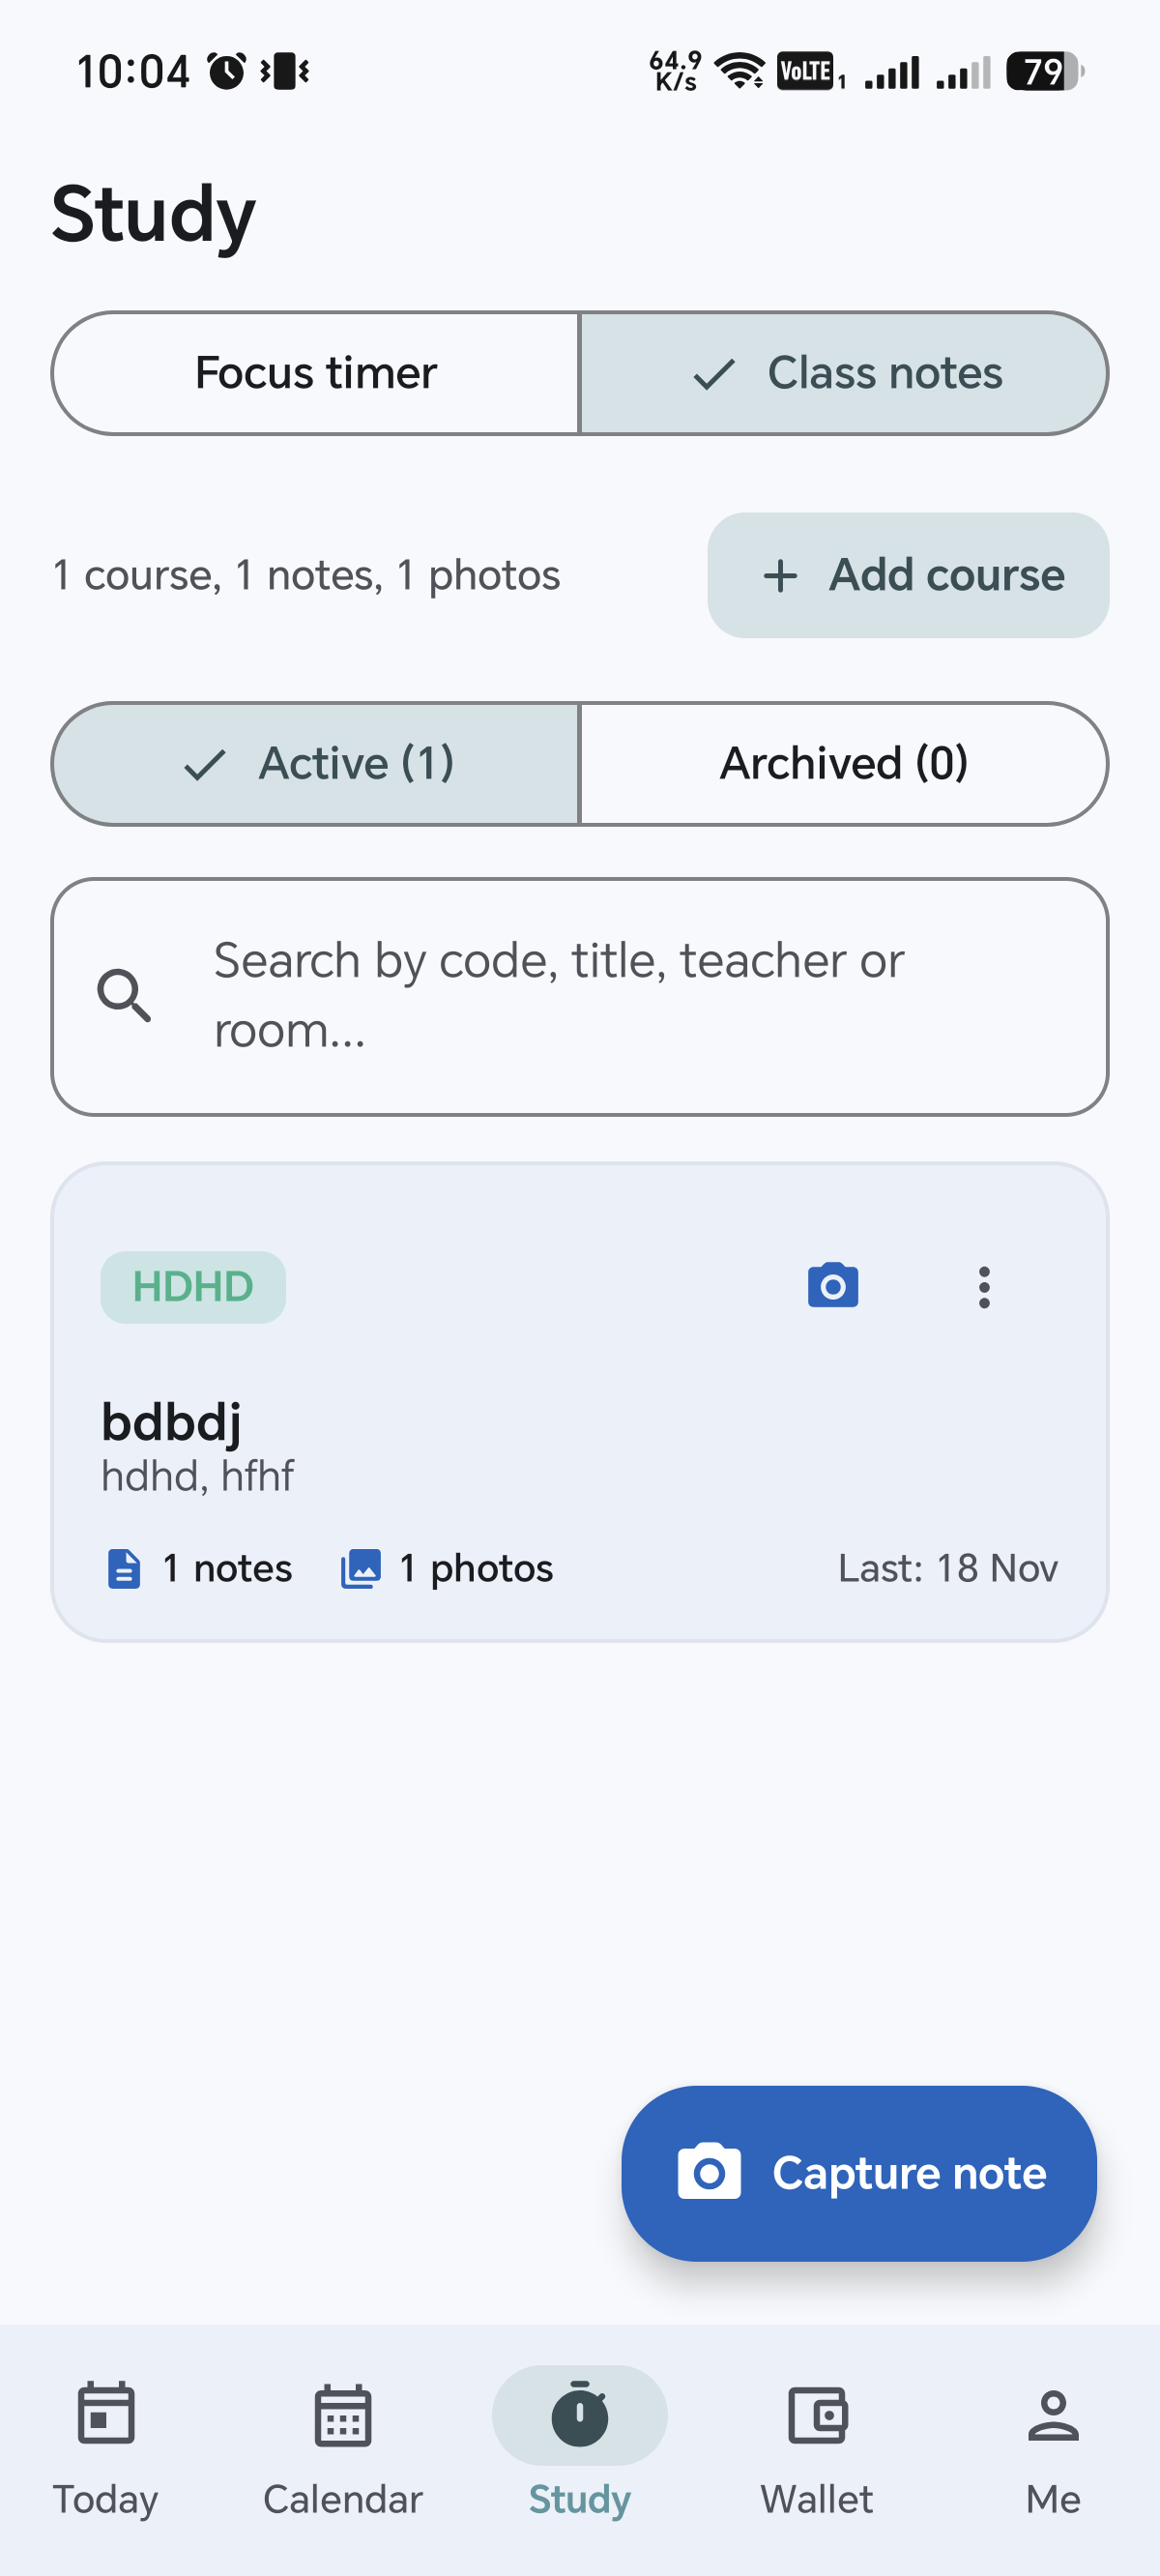 10:04
64.9
K/s
VoLTE 1
79
Study
Focus timer
Class notes
1 course, 1 notes, 1 photos
Add course
Active (1)
Archived (0)
Search by code, title, teacher or
room...
HDHD
bdbdj
hdhd, hfhf
1 notes
1 photos
Last: 18 Nov
Capture note
Today
Calendar
Study
Wallet
Me